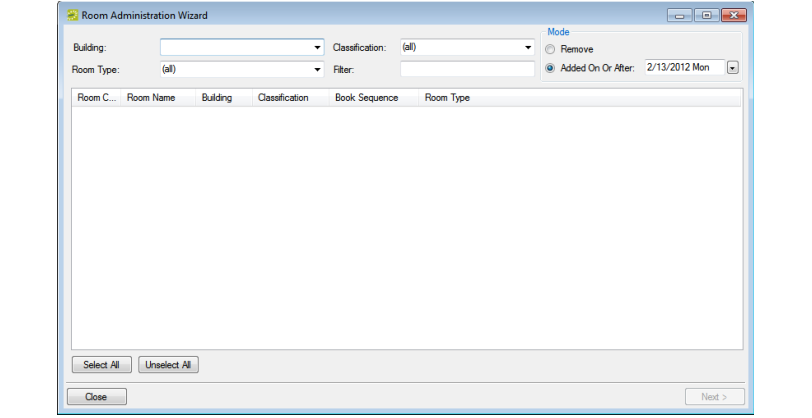 Room Administration Wizard
Mode
Building:
Classification: (all)
Remove
Room Type: (all)
Filter:
Added On Or After: 2/13/2012 Mon
Room C... Room Name Building Classification Book Sequence Room Type
Select All Unselect All
Close Next >